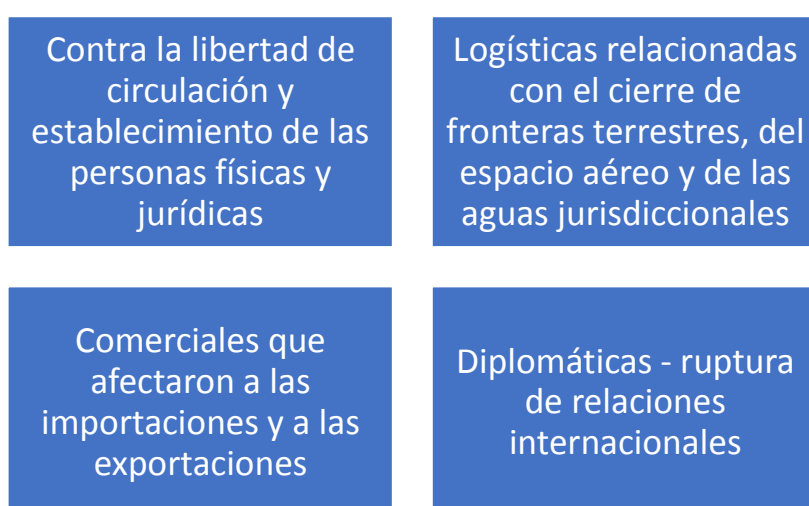 Contra la libertad de
circulación y
establecimiento de las
personas físicas y
jurídicas
Logísticas relacionadas
con el cierre de
fronteras terrestres, del
espacio aéreo y de las
aguas jurisdiccionales
Comerciales que
afectaron a las
importaciones y a las
exportaciones
Diplomáticas - ruptura
de relaciones
internacionales